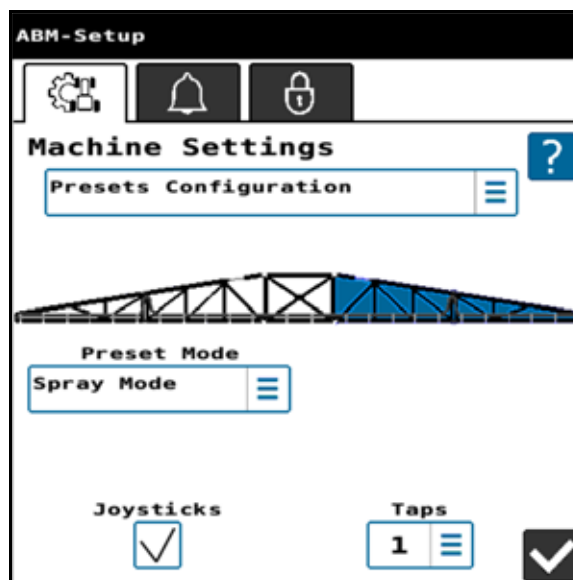 ABM-Setup
Machine Settings
?
Presets Configuration
Preset Mode
Spray Mode
Joysticks
Taps
1